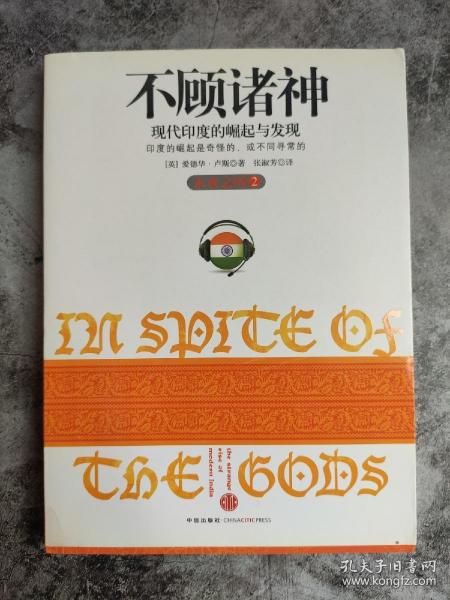 不顾诸神
现代印度的崛起与发现
印度的崛起是奇怪的，或不同寻常的
[英] 爱德华·卢斯◎著 张淑芳◎译
2
IN SPITE OF
THE GODS
the strange
rise of
modern India
中信出版社·CHINACITICPRESS
孔夫子旧书网
www.kongfz.com